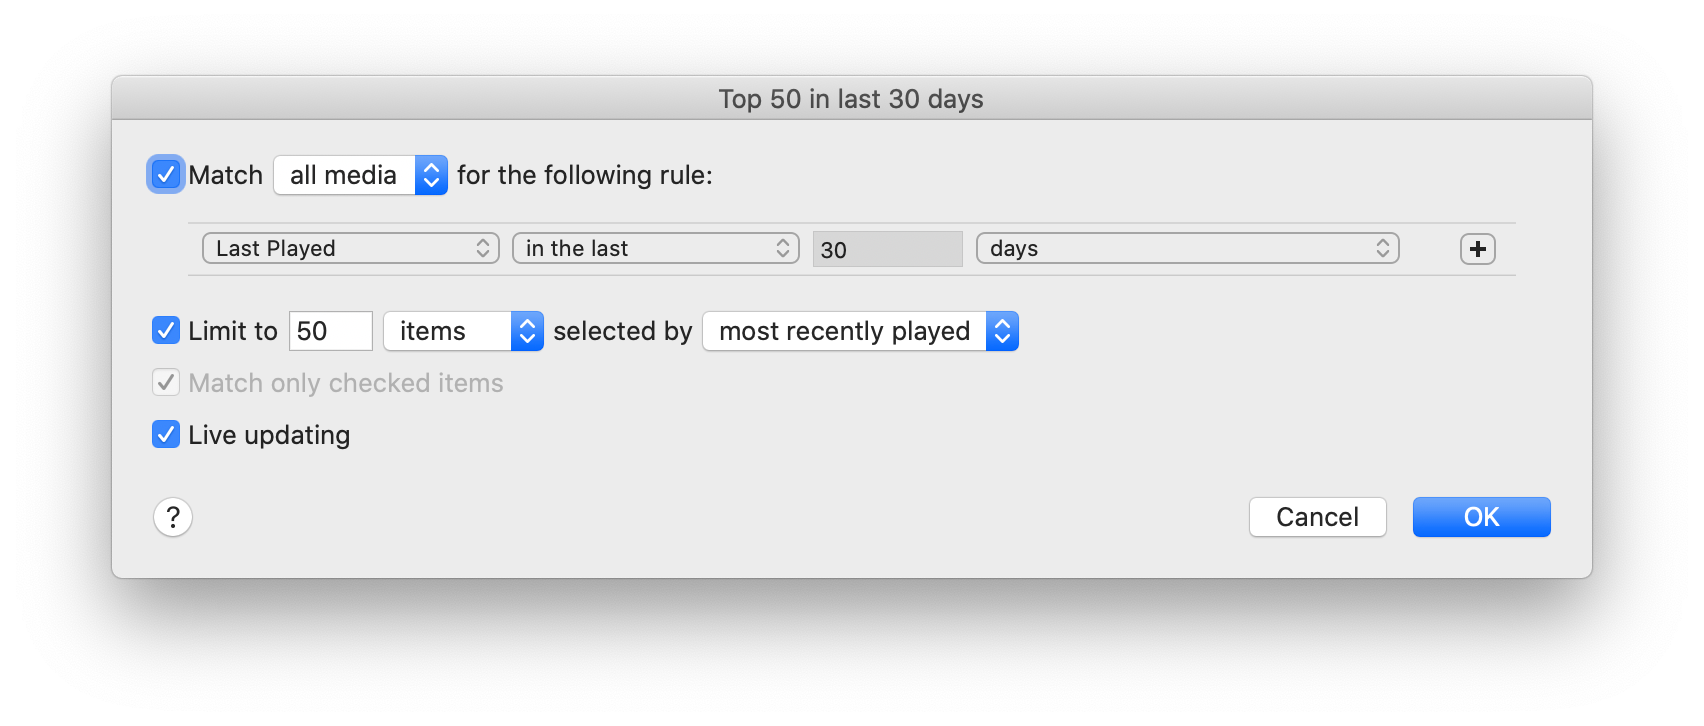 Top 50 in last 30 days
Match all media for the following rule:
Last Played in the last 30 days +
Limit to 50 items selected by most recently played
Match only checked items
Live updating
? Cancel OK